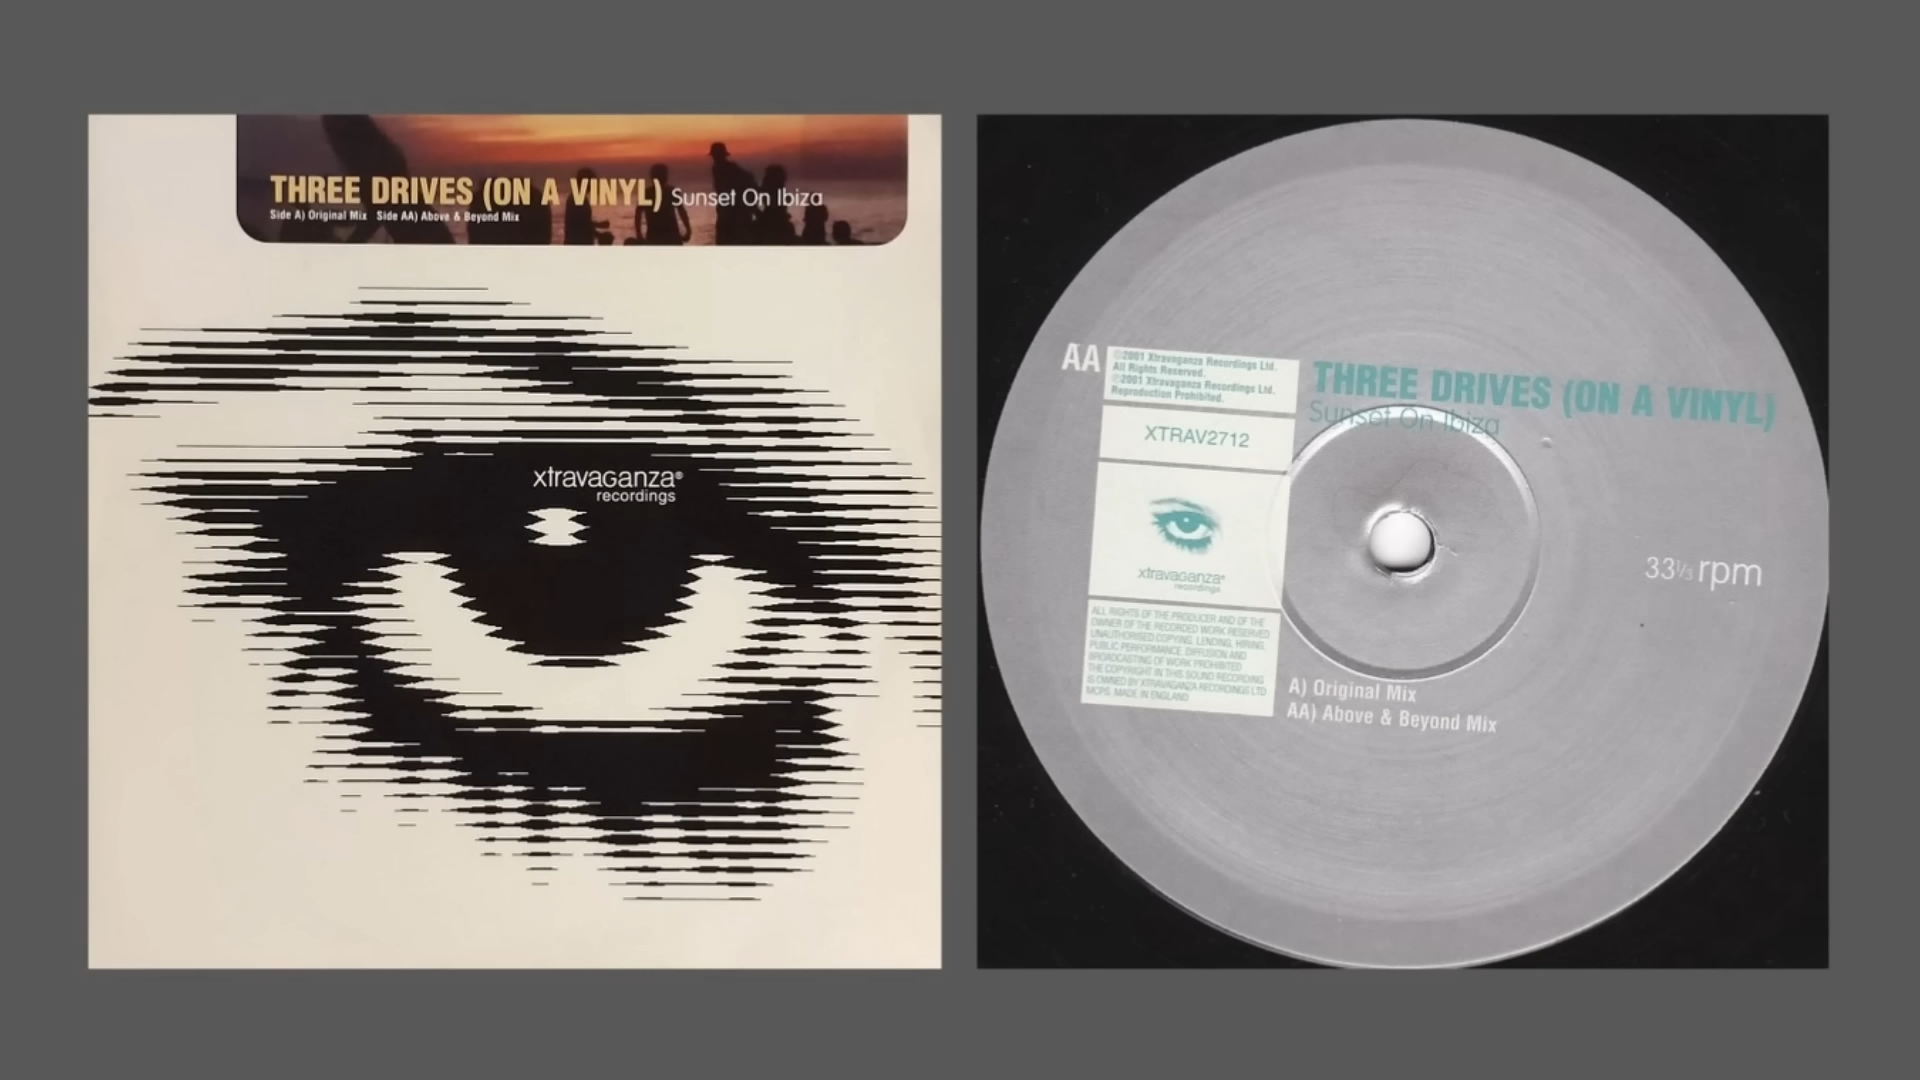 THREE DRIVES (ON A VINYL) Sunset On Ibiza
Side A) Original Mix Side AA) Above & Beyond Mix
xtravaganza®
recordings
AA
©2001 Xtravaganza Recordings Ltd.
All Rights Reserved.
℗2001 Xtravaganza Recordings Ltd.
Reproduction Prohibited.
THREE DRIVES (ON A VINYL)
Sunset On Ibiza
XTRAV2712
xtravaganza®
recordings
33⅓ rpm
ALL RIGHTS OF THE PRODUCER AND OF THE
OWNER OF THE RECORDED WORK RESERVED
UNAUTHORISED COPYING, LENDING, HIRING,
PUBLIC PERFORMANCE, DIFFUSION AND
BROADCASTING OF WORK PROHIBITED
THE COPYRIGHT IN THIS SOUND RECORDING
IS OWNED BY XTRAVAGANZA RECORDINGS LTD
MCPS. MADE IN ENGLAND
A) Original Mix
AA) Above & Beyond Mix